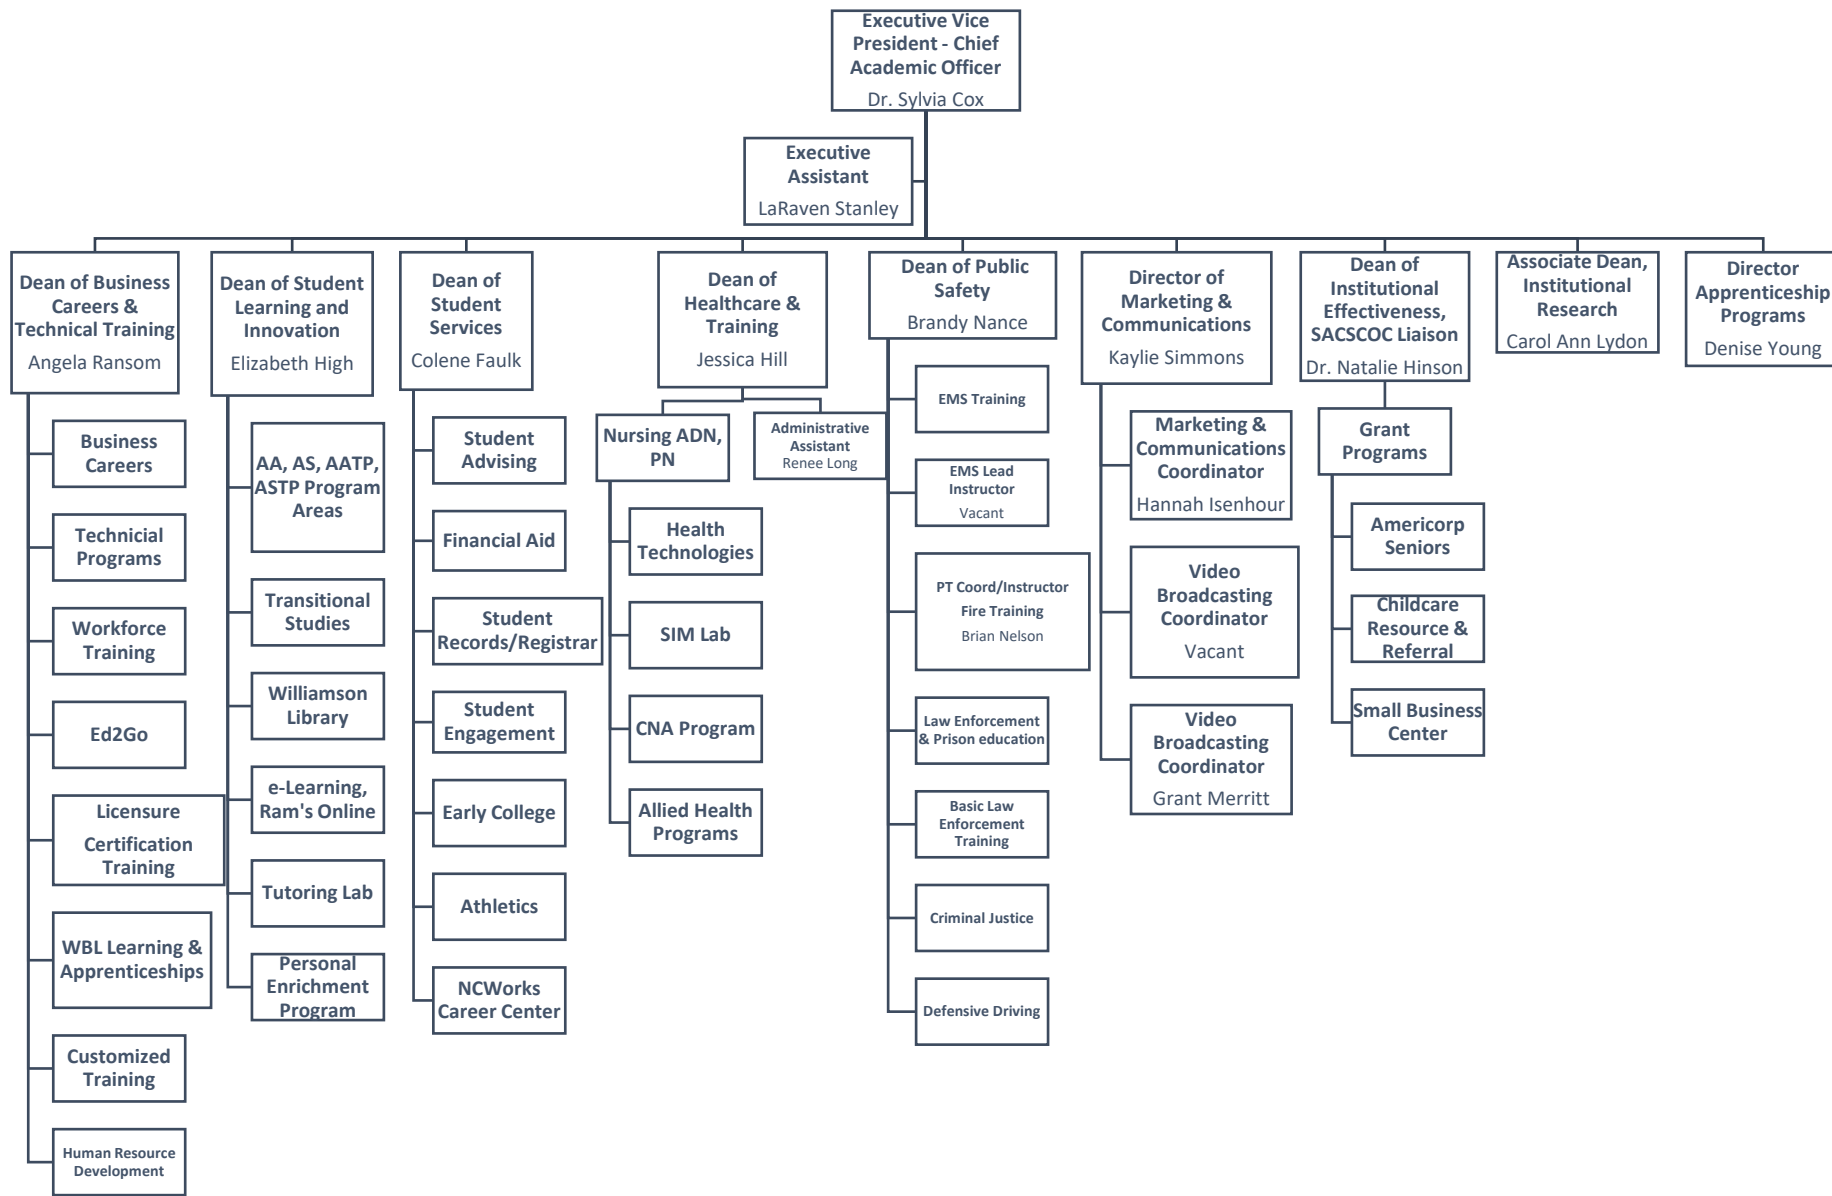 Executive Vice
President - Chief
Academic Officer
Dr. Sylvia Cox
Executive
Assistant
LaRaven Stanley
Dean of Business
Careers &
Technical Training
Angela Ransom
Business
Careers
Technicial
Programs
Workforce
Training
Ed2Go
Licensure
Certification
Training
WBL Learning &
Apprenticeships
Customized
Training
Human Resource
Development
Dean of Student
Learning and
Innovation
Elizabeth High
AA, AS, AATP,
ASTP Program
Areas
Transitional
Studies
Williamson
Library
e-Learning,
Ram's Online
Tutoring Lab
Personal
Enrichment
Program
Dean of
Student
Services
Colene Faulk
Student
Advising
Financial Aid
Student
Records/Registrar
Student
Engagement
Early College
Athletics
NCWorks
Career Center
Dean of
Healthcare &
Training
Jessica Hill
Nursing ADN,
PN
Health
Technologies
SIM Lab
CNA Program
Allied Health
Programs
Administrative
Assistant
Renee Long
Dean of Public
Safety
Brandy Nance
EMS Training
EMS Lead
Instructor
Vacant
PT Coord/Instructor
Fire Training
Brian Nelson
Law Enforcement
& Prison education
Basic Law
Enforcement
Training
Criminal Justice
Defensive Driving
Director of
Marketing &
Communications
Kaylie Simmons
Marketing &
Communications
Coordinator
Hannah Isenhour
Video
Broadcasting
Coordinator
Vacant
Video
Broadcasting
Coordinator
Grant Merritt
Dean of
Institutional
Effectiveness,
SACSCOC Liaison
Dr. Natalie Hinson
Grant
Programs
Americorp
Seniors
Childcare
Resource &
Referral
Small Business
Center
Associate Dean,
Institutional
Research
Carol Ann Lydon
Director
Apprenticeship
Programs
Denise Young